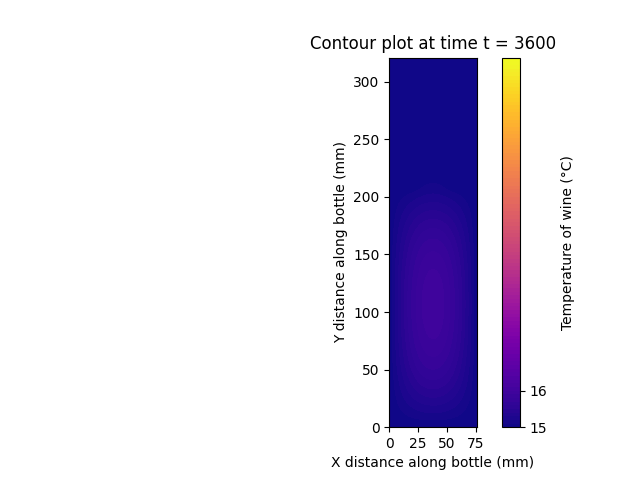 Contour plot at time t = 3600
300
250
200
150
100
50
0
Y distance along bottle (mm)
0 25 50 75
X distance along bottle (mm)
16
15
Temperature of wine (°C)